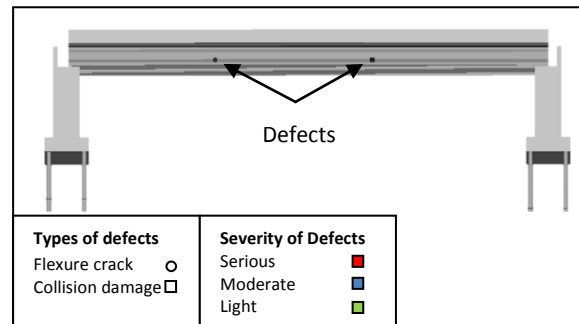 Defects
Types of defects
Flexure crack
Collision damage
Severity of Defects
Serious
Moderate
Light